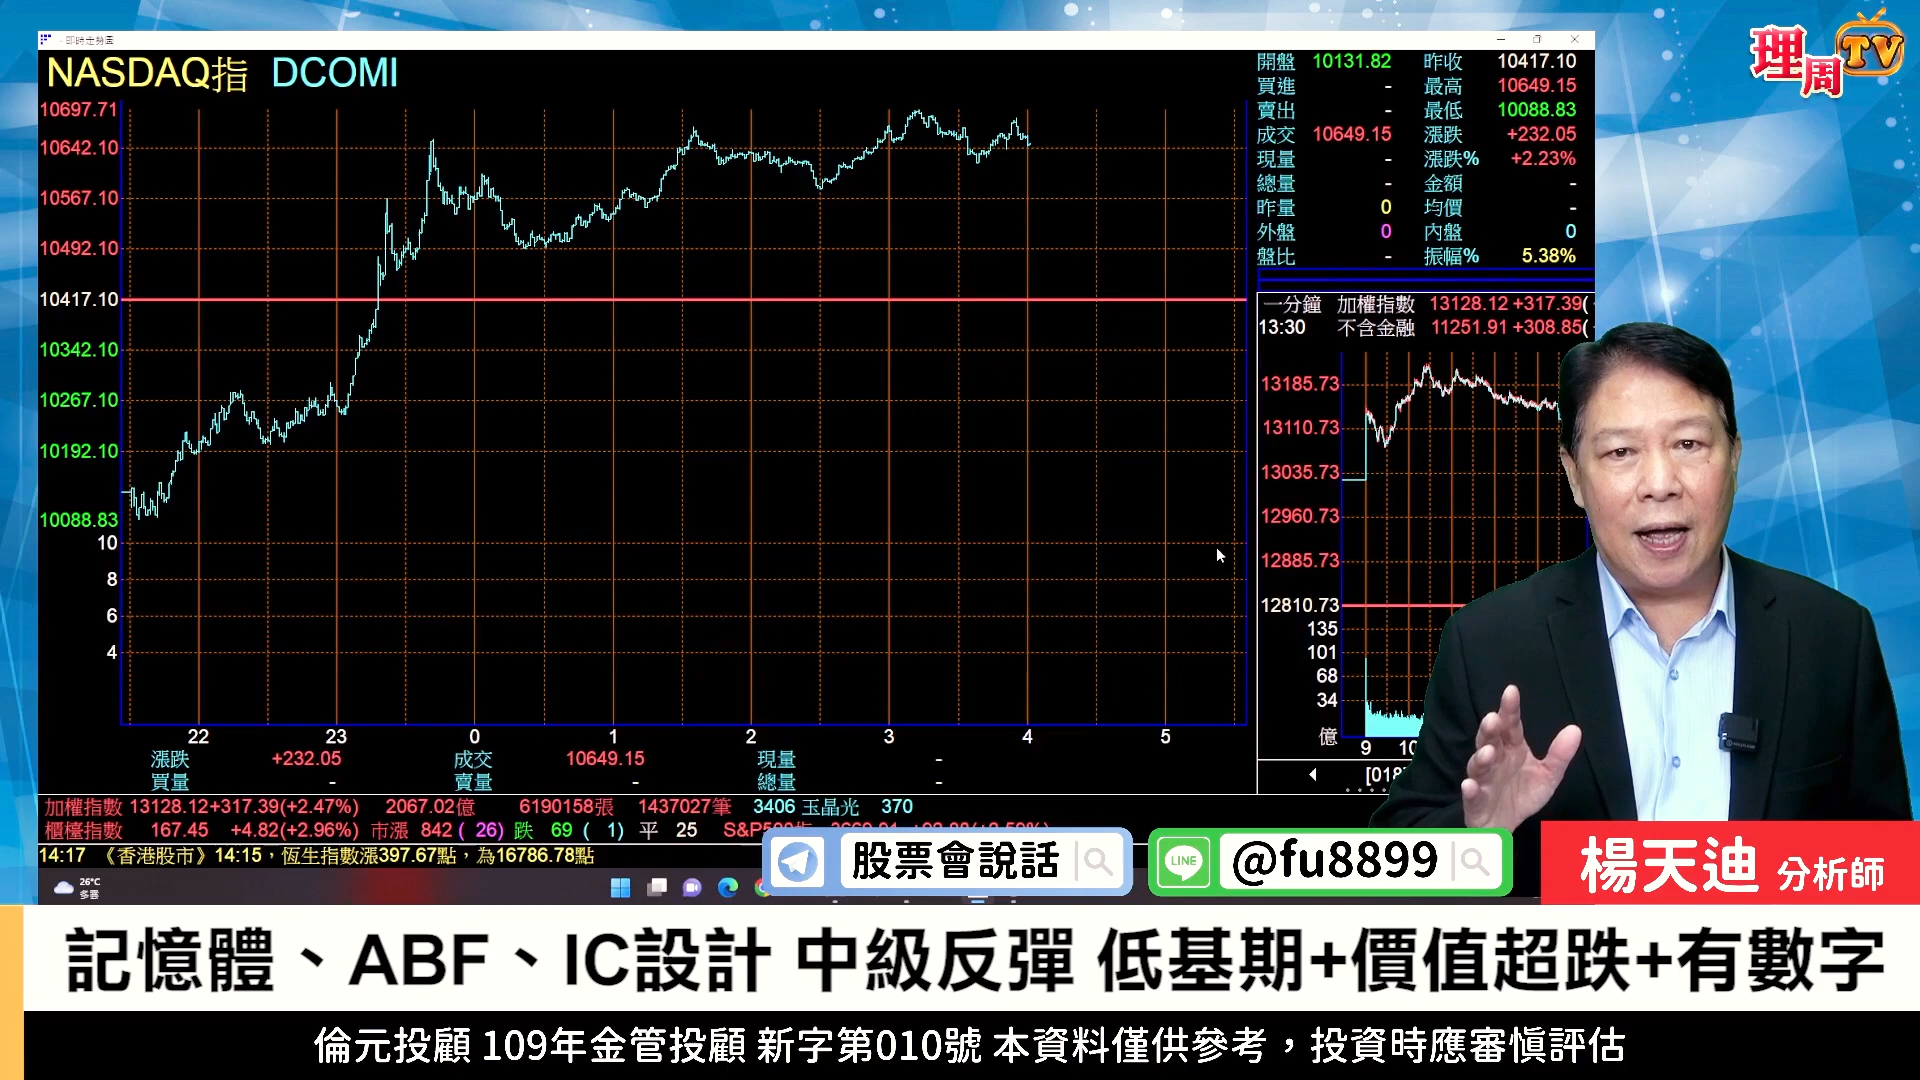 即時走勢圖
NASDAQ指 DCOMI
理周TV
10697.71
10642.10
10567.10
10492.10
10417.10
10342.10
10267.10
10192.10
10088.83
10
8
6
4
22 23 0 1 2 3 4 5
漲跌 +232.05 成交 10649.15 現量 -
買量 - 賣量 - 總量 -
開盤 10131.82 昨收 10417.10
買進 - 最高 10649.15
賣出 - 最低 10088.83
成交 10649.15 漲跌 +232.05
現量 - 漲跌% +2.23%
總量 - 金額 -
昨量 0 均價 -
外盤 0 內盤 0
盤比 - 振幅% 5.38%
一分鐘 加權指數 13128.12 +317.39(
13:30 不含金融 11251.91 +308.85(
13185.73
13110.73
13035.73
12960.73
12885.73
12810.73
135
101
68
34
億
9 10
加權指數 13128.12+317.39(+2.47%) 2067.02億 6190158張 1437027筆 3406 玉晶光 370
櫃檯指數 167.45 +4.82(+2.96%) 市漲 842 ( 26) 跌 69 ( 1) 平 25
14:17 《香港股市》14:15，恆生指數漲397.67點，為16786.78點
26°C
多雲
股票會說話
LINE @fu8899
楊天迪 分析師
記憶體、ABF、IC設計 中級反彈 低基期+價值超跌+有數字
倫元投顧 109年金管投顧 新字第010號 本資料僅供參考，投資時應審慎評估